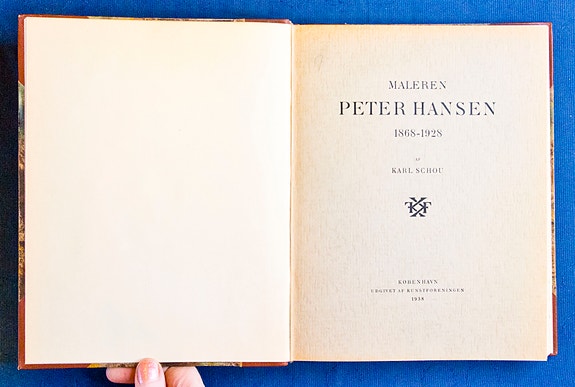 MALEREN
PETER HANSEN
1868-1928
AF
KARL SCHOU
KØBENHAVN
UDGIVET AF KUNSTFORENINGEN
1938